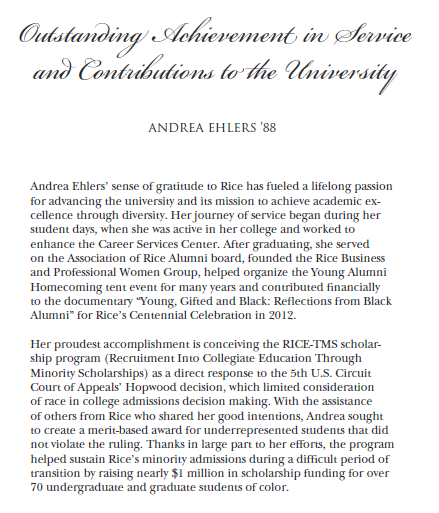 Outstanding Achievement in Service
and Contributions to the University
ANDREA EHLERS ’88
Andrea Ehlers’ sense of gratitude to Rice has fueled a lifelong passion
for advancing the university and its mission to achieve academic ex-
cellence through diversity. Her journey of service began during her
student days, when she was active in her college and worked to
enhance the Career Services Center. After graduating, she served
on the Association of Rice Alumni board, founded the Rice Business
and Professional Women Group, helped organize the Young Alumni
Homecoming tent event for many years and contributed financially
to the documentary “Young, Gifted and Black: Reflections from Black
Alumni” for Rice’s Centennial Celebration in 2012.
Her proudest accomplishment is conceiving the RICE-TMS scholar-
ship program (Recruitment Into Collegiate Education Through
Minority Scholarships) as a direct response to the 5th U.S. Circuit
Court of Appeals’ Hopwood decision, which limited consideration
of race in college admissions decision making. With the assistance
of others from Rice who shared her good intentions, Andrea sought
to create a merit-based award for underrepresented students that did
not violate the ruling. Thanks in large part to her efforts, the program
helped sustain Rice’s minority admissions during a difficult period of
transition by raising nearly $1 million in scholarship funding for over
70 undergraduate and graduate students of color.